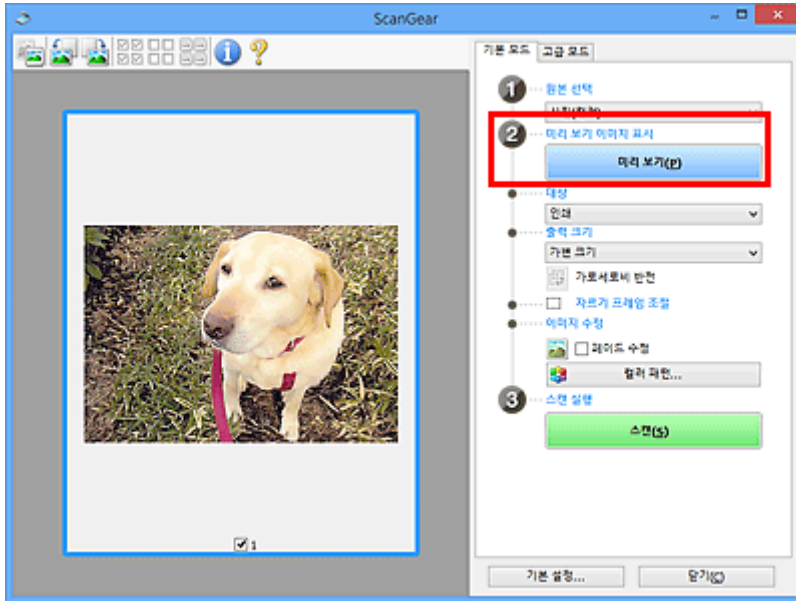 ScanGear
기본 모드
고급 모드
1
원본 선택
2
미리 보기 이미지 표시
미리 보기(P)
대상
인쇄
출력 크기
가변 크기
가로세로비 반전
자르기 프레임 조절
이미지 수정
페이드 수정
컬러 패턴...
3
스캔 실행
스캔(S)
1
기본 설정...
닫기(C)